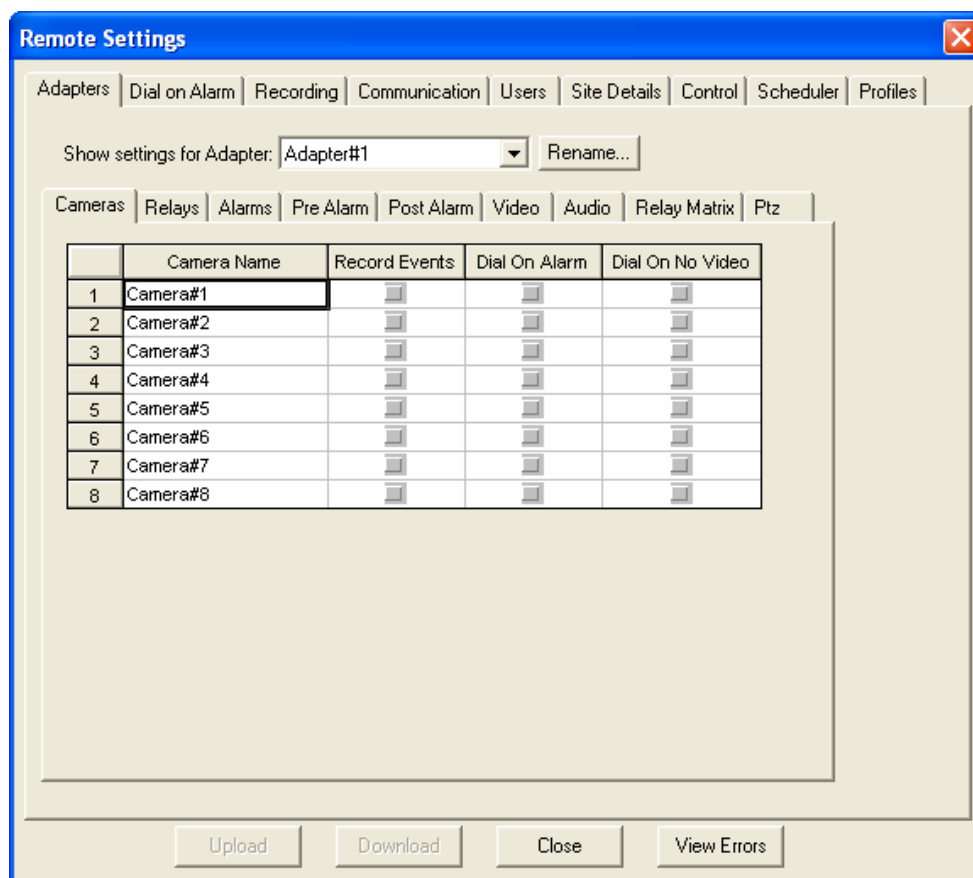 Remote Settings
Adapters Dial on Alarm Recording Communication Users Site Details Control Scheduler Profiles
Show settings for Adapter: Adapter#1 Rename...
Cameras Relays Alarms Pre Alarm Post Alarm Video Audio Relay Matrix Ptz
Camera Name Record Events Dial On Alarm Dial On No Video
1 Camera#1
2 Camera#2
3 Camera#3
4 Camera#4
5 Camera#5
6 Camera#6
7 Camera#7
8 Camera#8
Upload Download Close View Errors